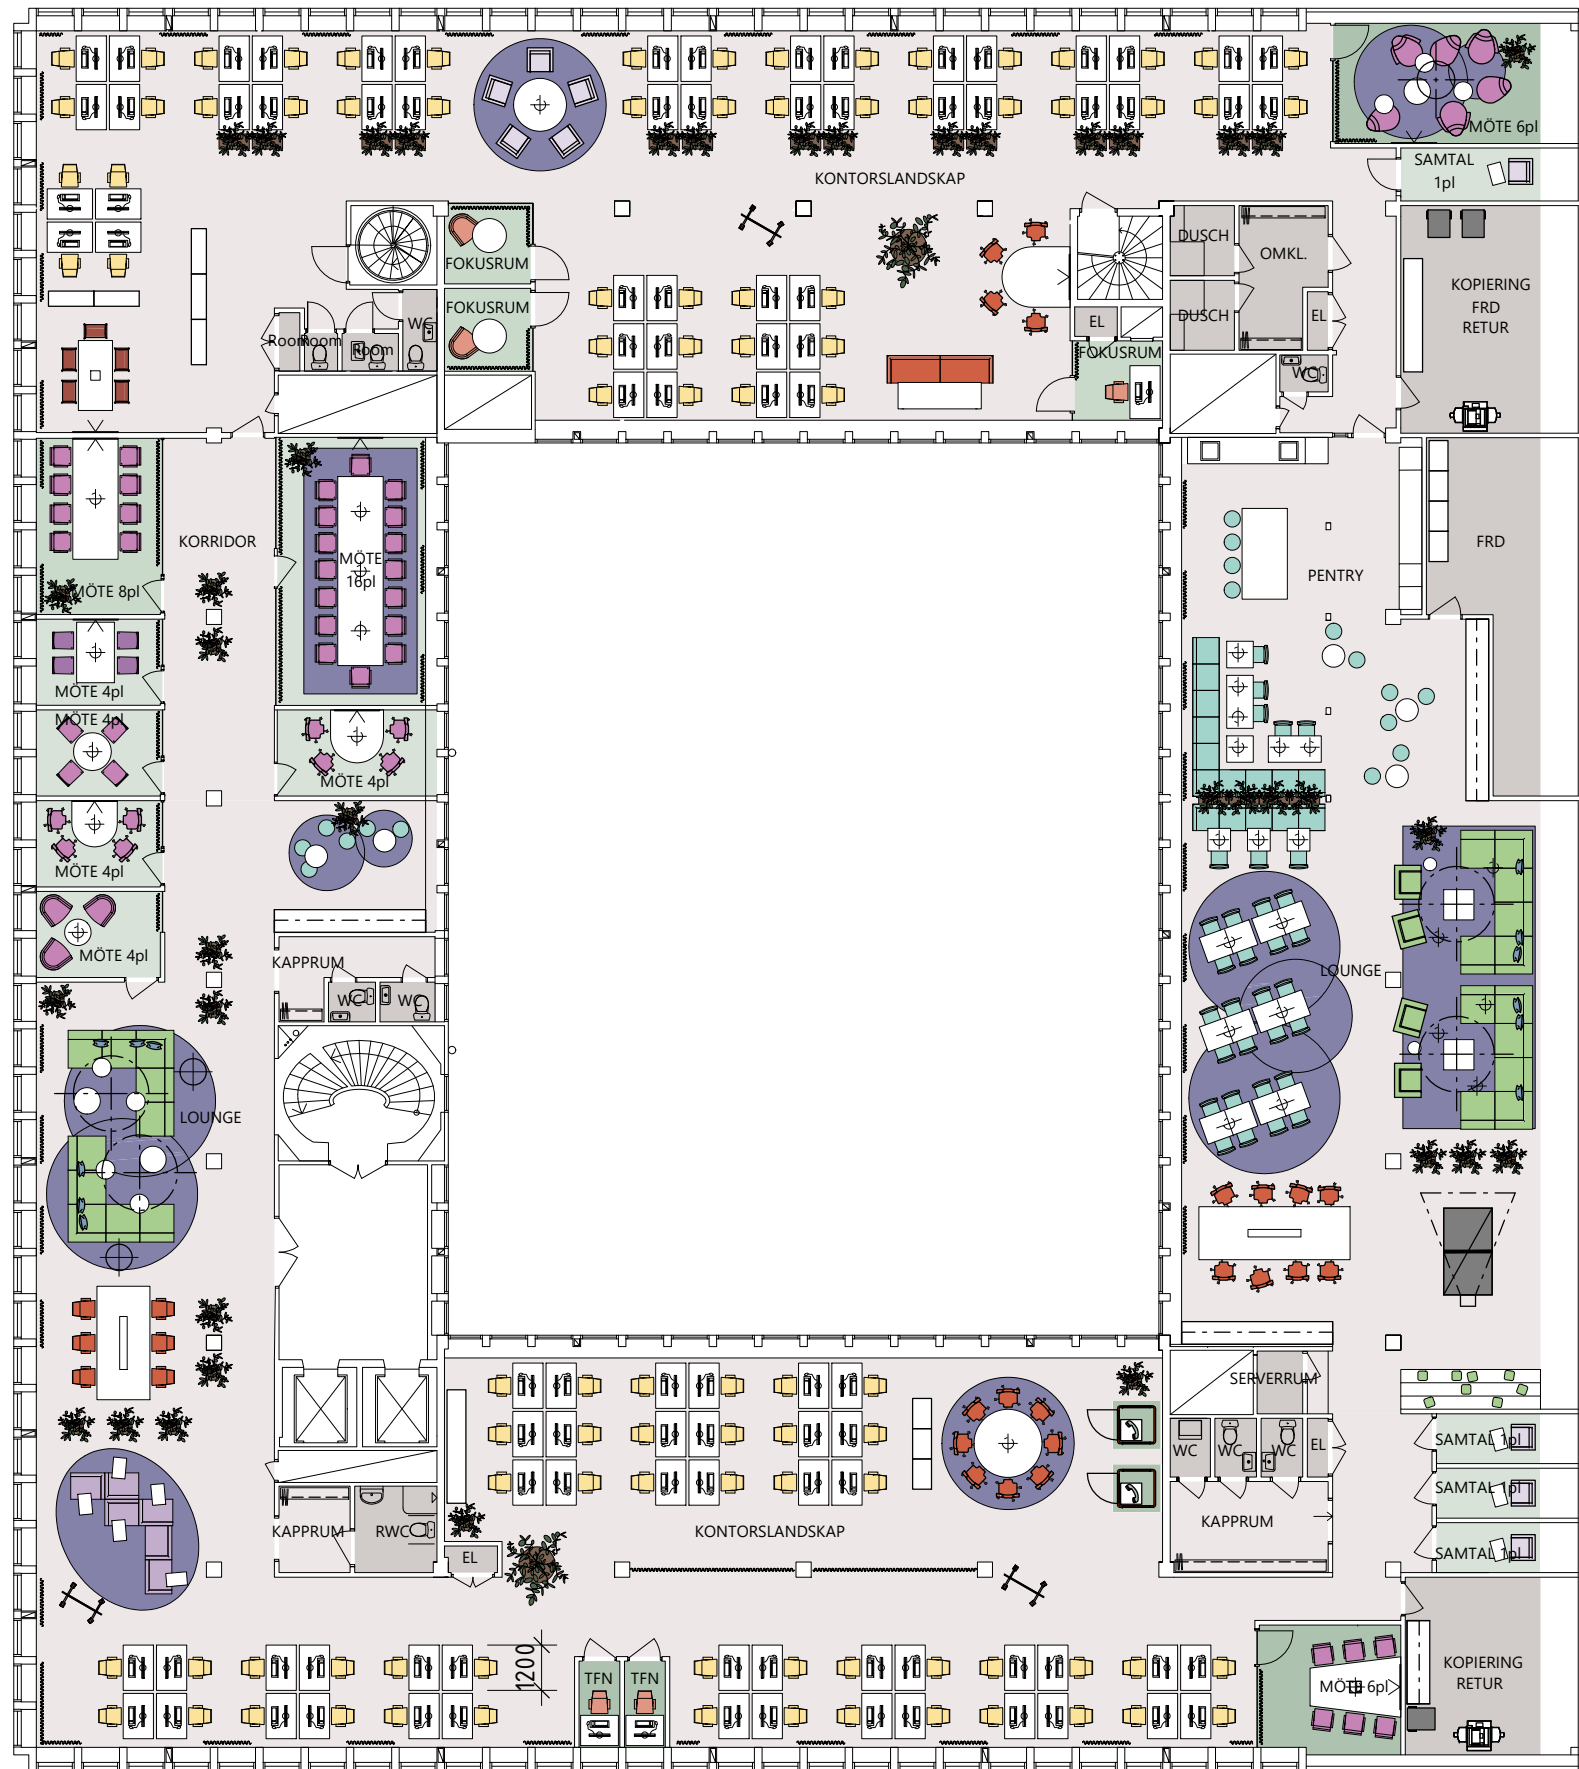 MÖTE 6pl
SAMTAL
1pl
KONTORSLANDSKAP
DUSCH
OMKL.
FOKUSRUM
KOPIERING
FRD
RETUR
FOKUSRUM
WC
EL
DUSCH
EL
Room
Room
Room
FOKUSRUM
WC
KORRIDOR
MÖTE
16pl
FRD
PENTRY
MÖTE 8pl
MÖTE 4pl
MÖTE 4pl
MÖTE 4pl
MÖTE 4pl
MÖTE 4pl
KAPPRUM
LOUNGE
WC
WC
LOUNGE
SERVERRUM
WC
WC
WC
EL
SAMTAL 1pl
SAMTAL 1pl
KAPPRUM
RWC
KONTORSLANDSKAP
KAPPRUM
EL
SAMTAL 1pl
1200
TFN
TFN
MÖTE 6pl
KOPIERING
RETUR